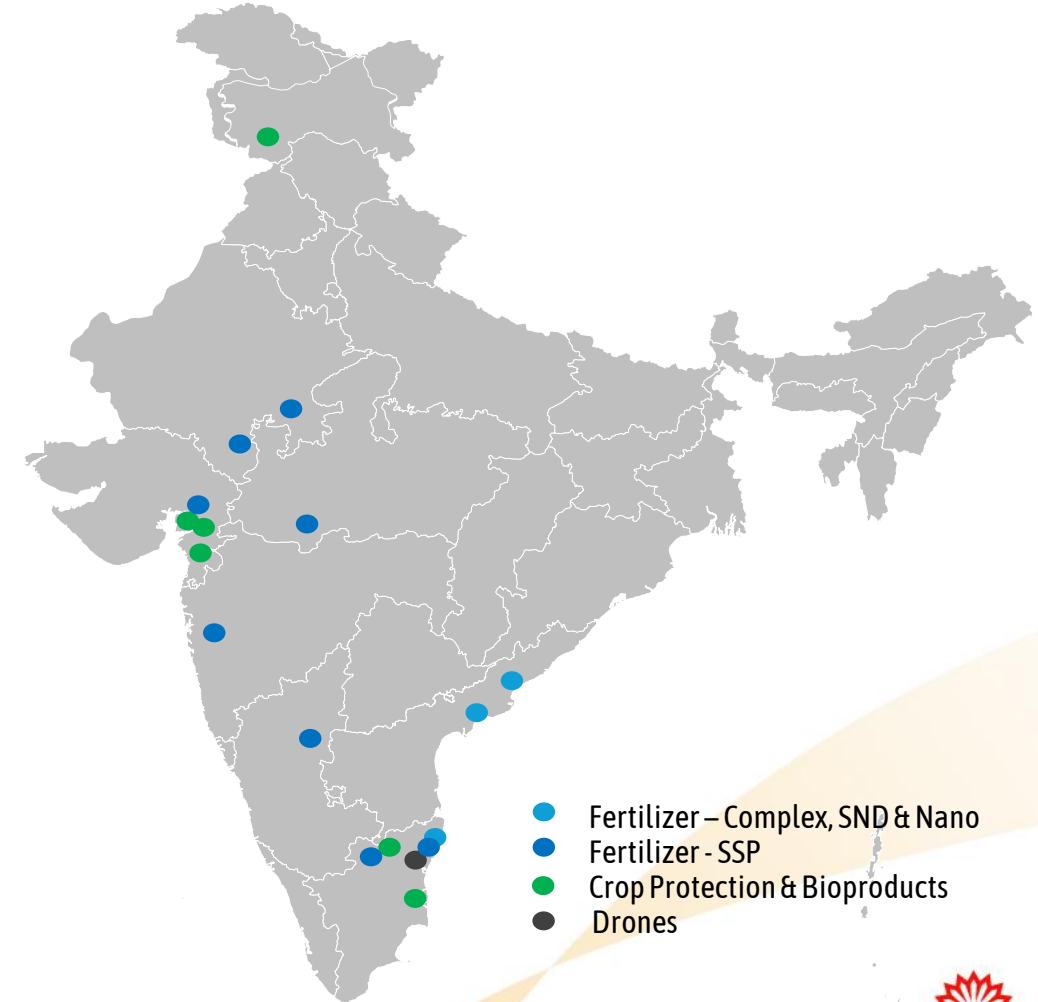 Fertilizer – Complex, SND & Nano
Fertilizer - SSP
Crop Protection & Bioproducts
Drones